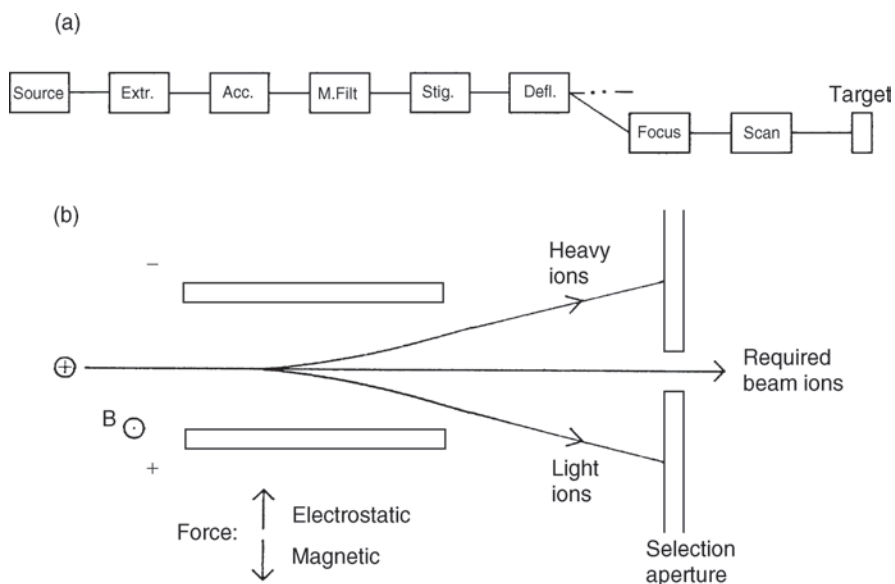 (a)
Source
Extr.
Acc.
M.Filt
Stig.
Defl.
Target
Focus
Scan
(b)
−
Heavy
ions
+
Required
beam ions
B
+
Light
ions
Force:
Electrostatic
Magnetic
Selection
aperture